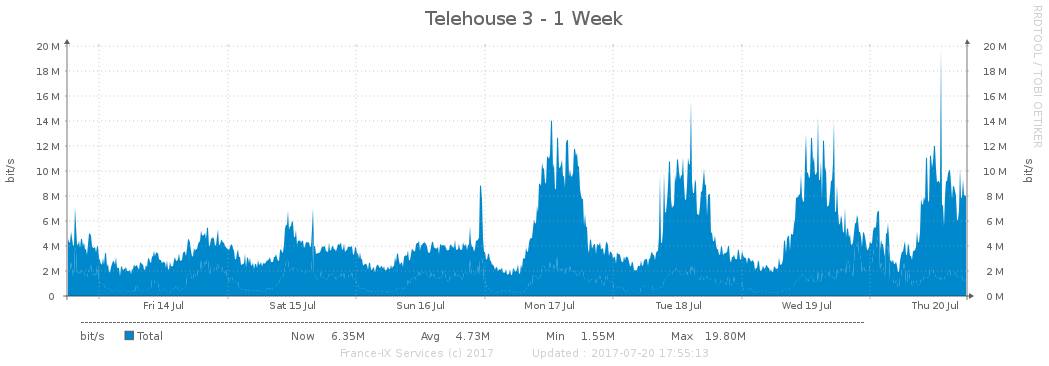 Telehouse 3 - 1 Week
RRDTOOL / TOBI OETIKER
bit/s
bit/s
20 M 20 M
18 M 18 M
16 M 16 M
14 M 14 M
12 M 12 M
10 M 10 M
8 M 8 M
6 M 6 M
4 M 4 M
2 M 2 M
0 0 M
Fri 14 Jul Sat 15 Jul Sun 16 Jul Mon 17 Jul Tue 18 Jul Wed 19 Jul Thu 20 Jul
bit/s Total Now 6.35M Avg 4.73M Min 1.55M Max 19.80M
France-IX Services (c) 2017 Updated : 2017-07-20 17:55:13